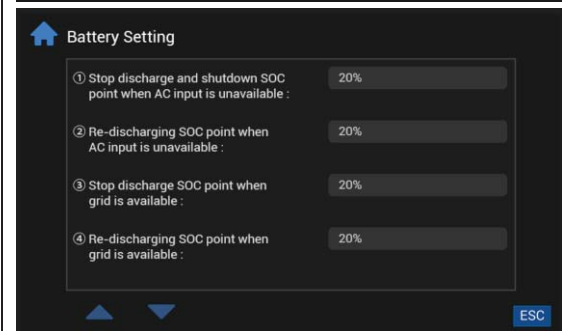 Battery Setting
① Stop discharge and shutdown SOC 20%
point when AC input is unavailable :
② Re-discharging SOC point when 20%
AC input is unavailable :
③ Stop discharge SOC point when 20%
grid is available :
④ Re-discharging SOC point when 20%
grid is available :
ESC